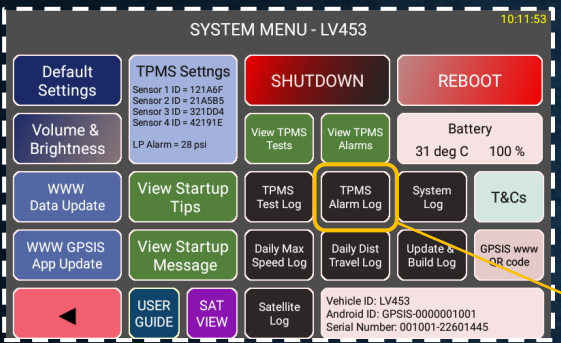 10:11:53
SYSTEM MENU - LV453
Default
Settings
TPMS Settngs
Sensor 1 ID = 121A6F
Sensor 2 ID = 21A5B5
Sensor 3 ID = 321DD4
Sensor 4 ID = 42191E
LP Alarm = 28 psi
SHUTDOWN
REBOOT
Volume &
Brightness
View TPMS
Tests
View TPMS
Alarms
Battery
31 deg C 100 %
WWW
Data Update
View Startup
Tips
TPMS
Test Log
TPMS
Alarm Log
System
Log
T&Cs
WWW GPSIS
App Update
View Startup
Message
Daily Max
Speed Log
Daily Dist
Travel Log
Update &
Build Log
GPSIS www
QR code
USER
GUIDE
SAT
VIEW
Satellite
Log
Vehicle ID: LV453
Android ID: GPSIS-0000001001
Serial Number: 001001-22601445